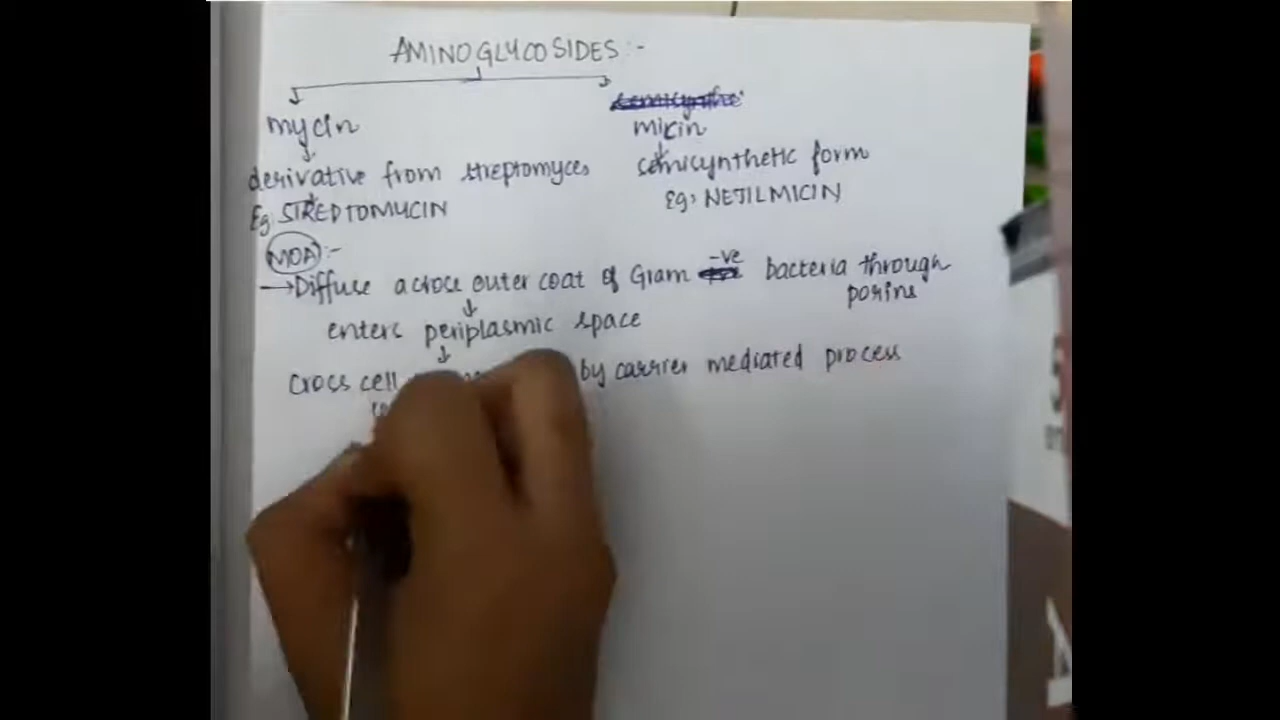 AMINOGLYCOSIDES :-
mycin
micin
derivative from streptomyces
semisynthetic form
Eg: STREPTOMYCIN
Eg: NETILMICIN
MOA :-
→ Diffuse across outer coat of Gram -ve bacteria through
porins
enters periplasmic space
cross cell by carrier mediated process